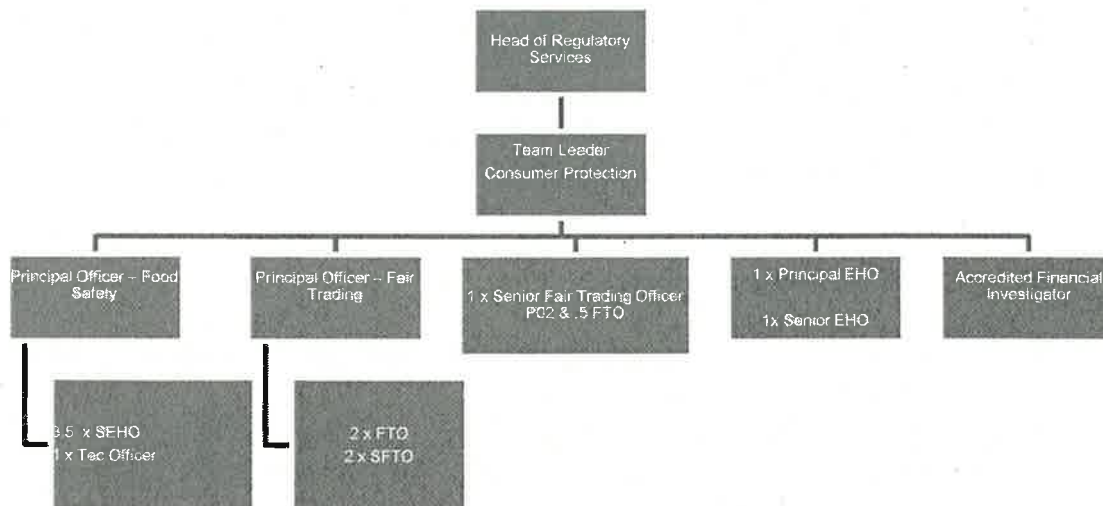 Head of Regulatory
Services
Team Leader
Consumer Protection
Principal Officer – Food
Safety
Principal Officer – Fair
Trading
1 x Senior Fair Trading Officer
P02 & .5 FTO
1 x Principal EHO
1x Senior EHO
Accredited Financial
Investigator
3.5 x SEHO
1 x Tec Officer
2 x FTO
2 x SFTO